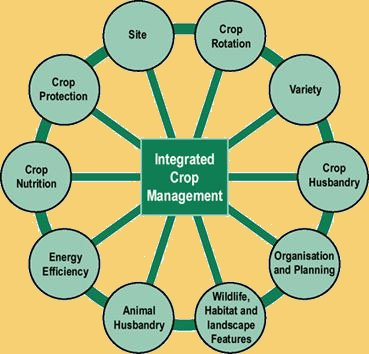 Site
Crop
Rotation
Variety
Crop
Husbandry
Organisation
and Planning
Wildlife,
Habitat and
landscape
Features
Animal
Husbandry
Energy
Efficiency
Crop
Nutrition
Crop
Protection
Integrated
Crop
Management